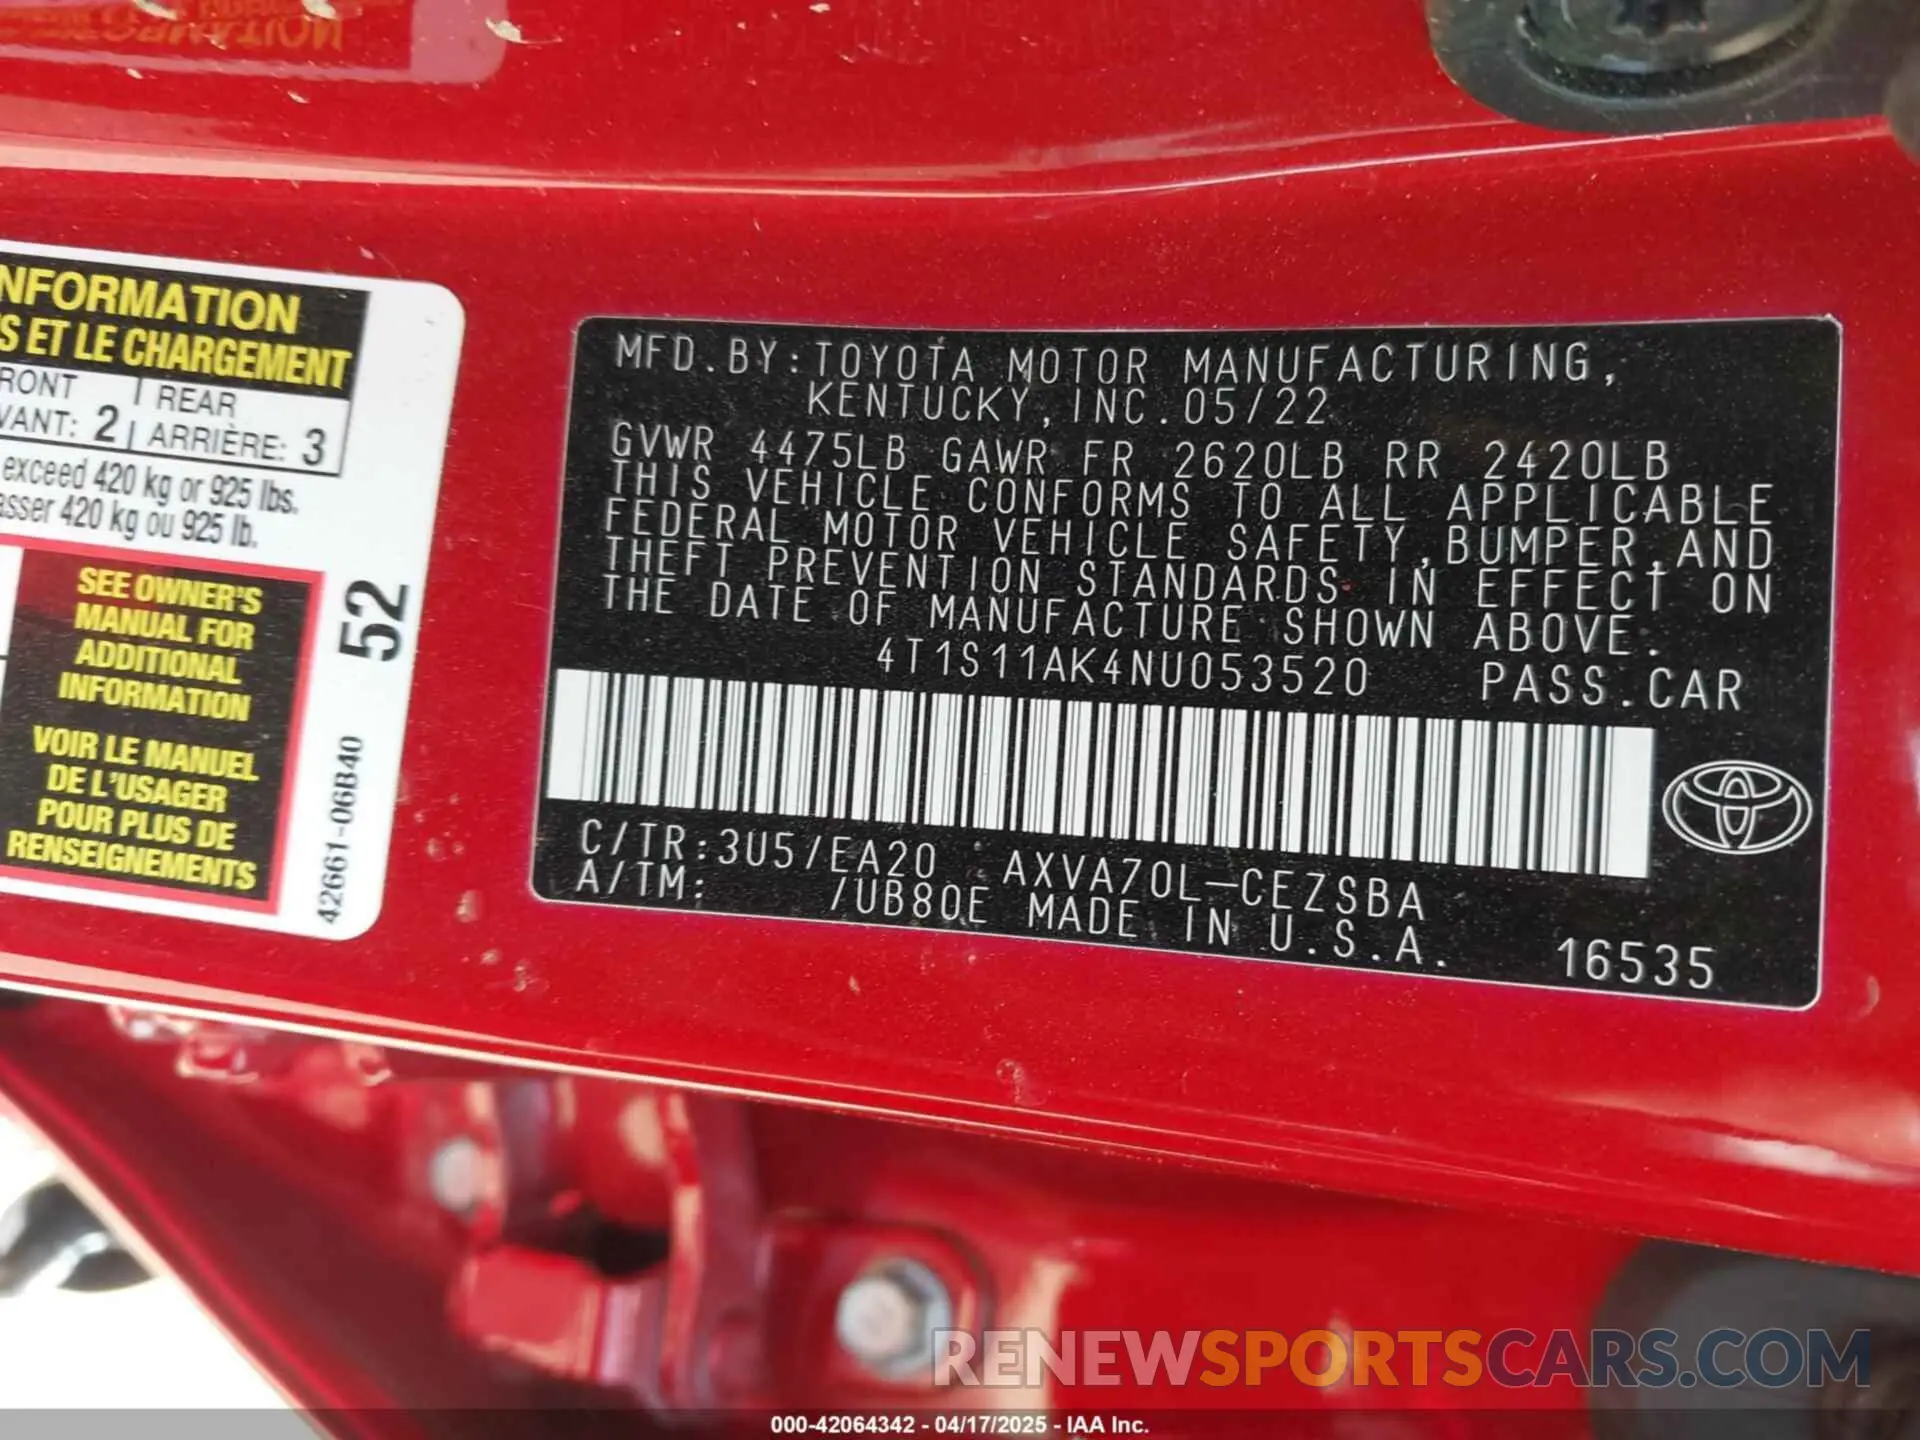 NFORMATION
S ET LE CHARGEMENT
RONT | REAR
VANT: 2 | ARRIÈRE: 3
exceed 420 kg or 925 lbs.
asser 420 kg ou 925 lb.
SEE OWNER'S
MANUAL FOR
ADDITIONAL
INFORMATION
VOIR LE MANUEL
DE L'USAGER
POUR PLUS DE
RENSEIGNEMENTS
52
42661-06B40
MFD.BY:TOYOTA MOTOR MANUFACTURING,
KENTUCKY,INC.05/22
GVWR 4475LB GAWR FR 2620LB RR 2420LB
THIS VEHICLE CONFORMS TO ALL APPLICABLE
FEDERAL MOTOR VEHICLE SAFETY,BUMPER,AND
THEFT PREVENTION STANDARDS IN EFFECT ON
THE DATE OF MANUFACTURE SHOWN ABOVE.
4T1S11AK4NU053520 PASS.CAR
C/TR:3U5/EA20 AXVA70L-CEZSBA
A/TM: /UB80E MADE IN U.S.A.
16535
RENEWSPORTSCARS.COM
000-42064342 - 04/17/2025 - IAA Inc.